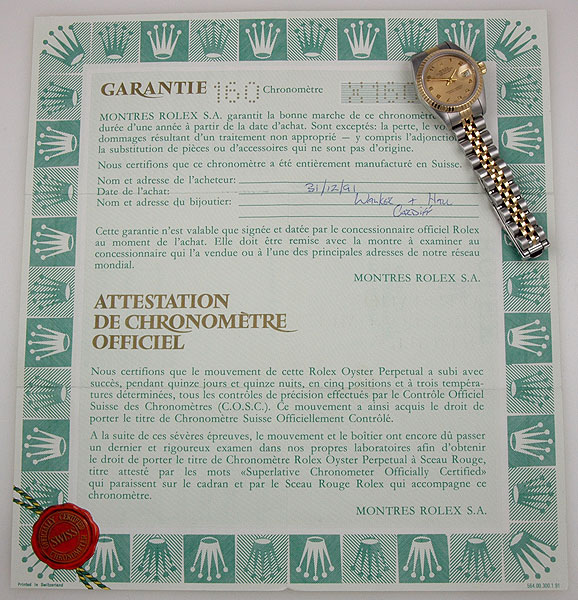 GARANTIE 160 Chronomètre
MONTRES ROLEX S.A. garantit la bonne marche de ce chronomètre
durée d'une année à partir de la date d'achat. Sont exceptés: la perte, le vo
dommages résultant d'un traitement non approprié – y compris l'adjonction
la substitution de pièces ou d'accessoires qui ne sont pas d'origine.
Nous certifions que ce chronomètre a été entièrement manufacturé en Suisse.
Nom et adresse de l'acheteur:
Date de l'achat: 31/12/91
Nom et adresse du bijoutier: Walker + Hall
Cardiff
Cette garantie n'est valable que signée et datée par le concessionnaire officiel Rolex
au moment de l'achat. Elle doit être remise avec la montre à examiner au
concessionnaire qui l'a vendue ou à l'une des principales adresses de notre réseau
mondial.
MONTRES ROLEX S.A.
ATTESTATION
DE CHRONOMÈTRE
OFFICIEL
Nous certifions que le mouvement de cette Rolex Oyster Perpetual a subi avec
succès, pendant quinze jours et quinze nuits, en cinq positions et à trois tempéra-
tures déterminées, tous les contrôles de précision effectués par le Contrôle Officiel
Suisse des Chronomètres (C.O.S.C.). Ce mouvement a ainsi acquis le droit de
porter le titre de Chronomètre Suisse Officiellement Contrôlé.
A la suite de ces sévères épreuves, le mouvement et le boîtier ont encore dû passer
un dernier et rigoureux examen dans nos propres laboratoires afin d'obtenir
le droit de porter le titre de Chronomètre Rolex Oyster Perpetual à Sceau Rouge,
titre attesté par les mots «Superlative Chronometer Officially Certified»
qui paraissent sur le cadran et par le Sceau Rouge Rolex qui accompagne ce
chronomètre.
MONTRES ROLEX S.A.
SWISS
Printed in Switzerland
564.00.300.1.91